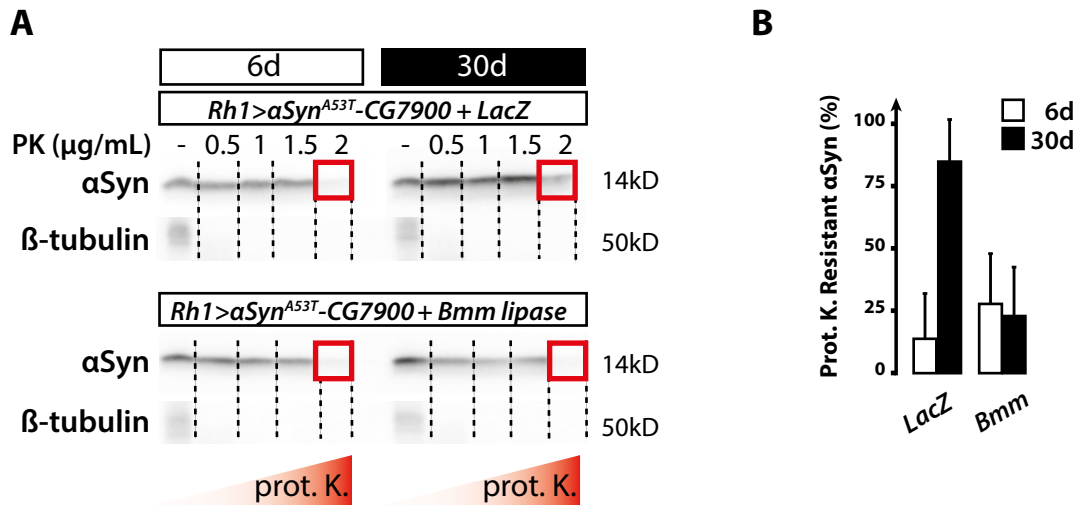 A
6d 30d
Rh1>αSynA53T-CG7900 + LacZ
PK (µg/mL) - 0.5 1 1.5 2 - 0.5 1 1.5 2
αSyn 14kD
ß-tubulin 50kD
Rh1>αSynA53T-CG7900 + Bmm lipase
αSyn 14kD
ß-tubulin 50kD
prot. K. prot. K.
B
6d
30d
Prot. K. Resistant αSyn (%)
100
75
50
25
0
LacZ Bmm